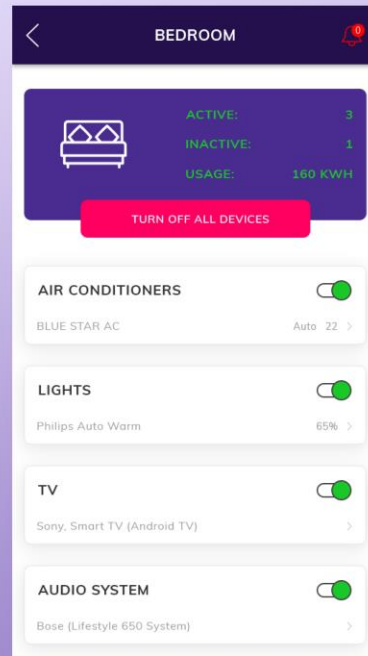 BEDROOM
0
ACTIVE: 3
INACTIVE: 1
USAGE: 160 KWH
TURN OFF ALL DEVICES
AIR CONDITIONERS
BLUE STAR AC Auto 22 >
LIGHTS
Philips Auto Warm 65% >
TV
Sony, Smart TV (Android TV) >
AUDIO SYSTEM
Bose (Lifestyle 650 System) >